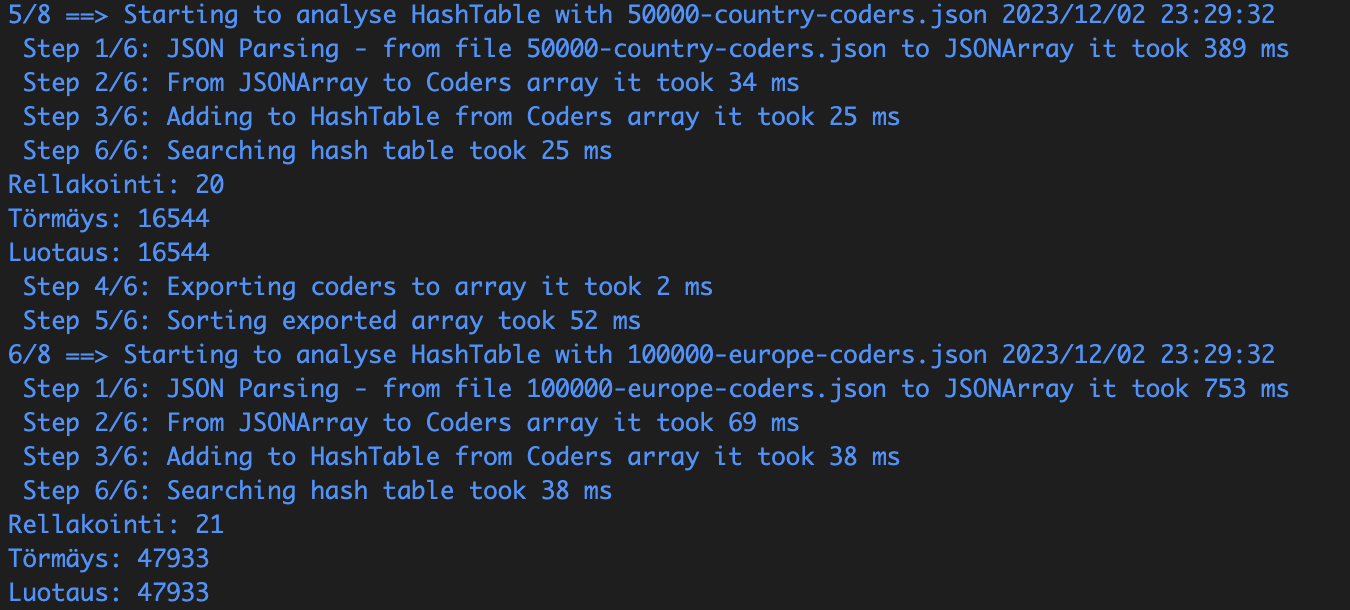 5/8 ==> Starting to analyse HashTable with 50000-country-coders.json 2023/12/02 23:29:32
Step 1/6: JSON Parsing - from file 50000-country-coders.json to JSONArray it took 389 ms
Step 2/6: From JSONArray to Coders array it took 34 ms
Step 3/6: Adding to HashTable from Coders array it took 25 ms
Step 6/6: Searching hash table took 25 ms
Rellakointi: 20
Törmäys: 16544
Luotaus: 16544
Step 4/6: Exporting coders to array it took 2 ms
Step 5/6: Sorting exported array took 52 ms
6/8 ==> Starting to analyse HashTable with 100000-europe-coders.json 2023/12/02 23:29:32
Step 1/6: JSON Parsing - from file 100000-europe-coders.json to JSONArray it took 753 ms
Step 2/6: From JSONArray to Coders array it took 69 ms
Step 3/6: Adding to HashTable from Coders array it took 38 ms
Step 6/6: Searching hash table took 38 ms
Rellakointi: 21
Törmäys: 47933
Luotaus: 47933